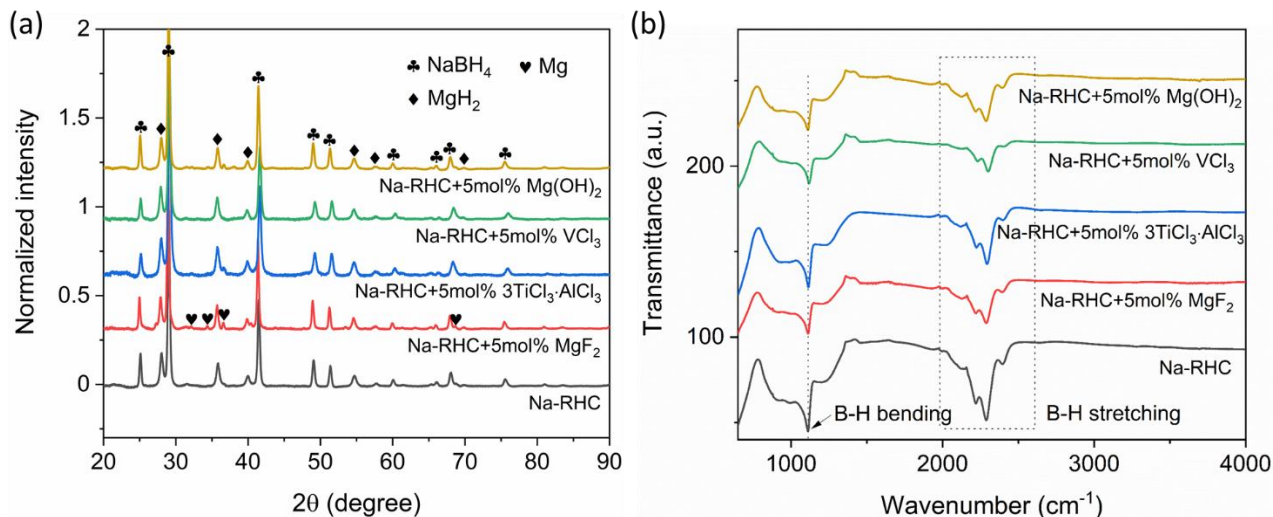 (a)
♣ NaBH₄ ♥ Mg
♦ MgH₂
Na-RHC+5mol% Mg(OH)₂
Na-RHC+5mol% VCl₃
Na-RHC+5mol% 3TiCl₃·AlCl₃
Na-RHC+5mol% MgF₂
Na-RHC
Normalized intensity
2
1.5
1
0.5
0
20 30 40 50 60 70 80 90
2θ (degree)
(b)
Na-RHC+5mol% Mg(OH)₂
Na-RHC+5mol% VCl₃
Na-RHC+5mol% 3TiCl₃·AlCl₃
Na-RHC+5mol% MgF₂
Na-RHC
B-H bending
B-H stretching
Transmittance (a.u.)
200
100
1000 2000 3000 4000
Wavenumber (cm⁻¹)